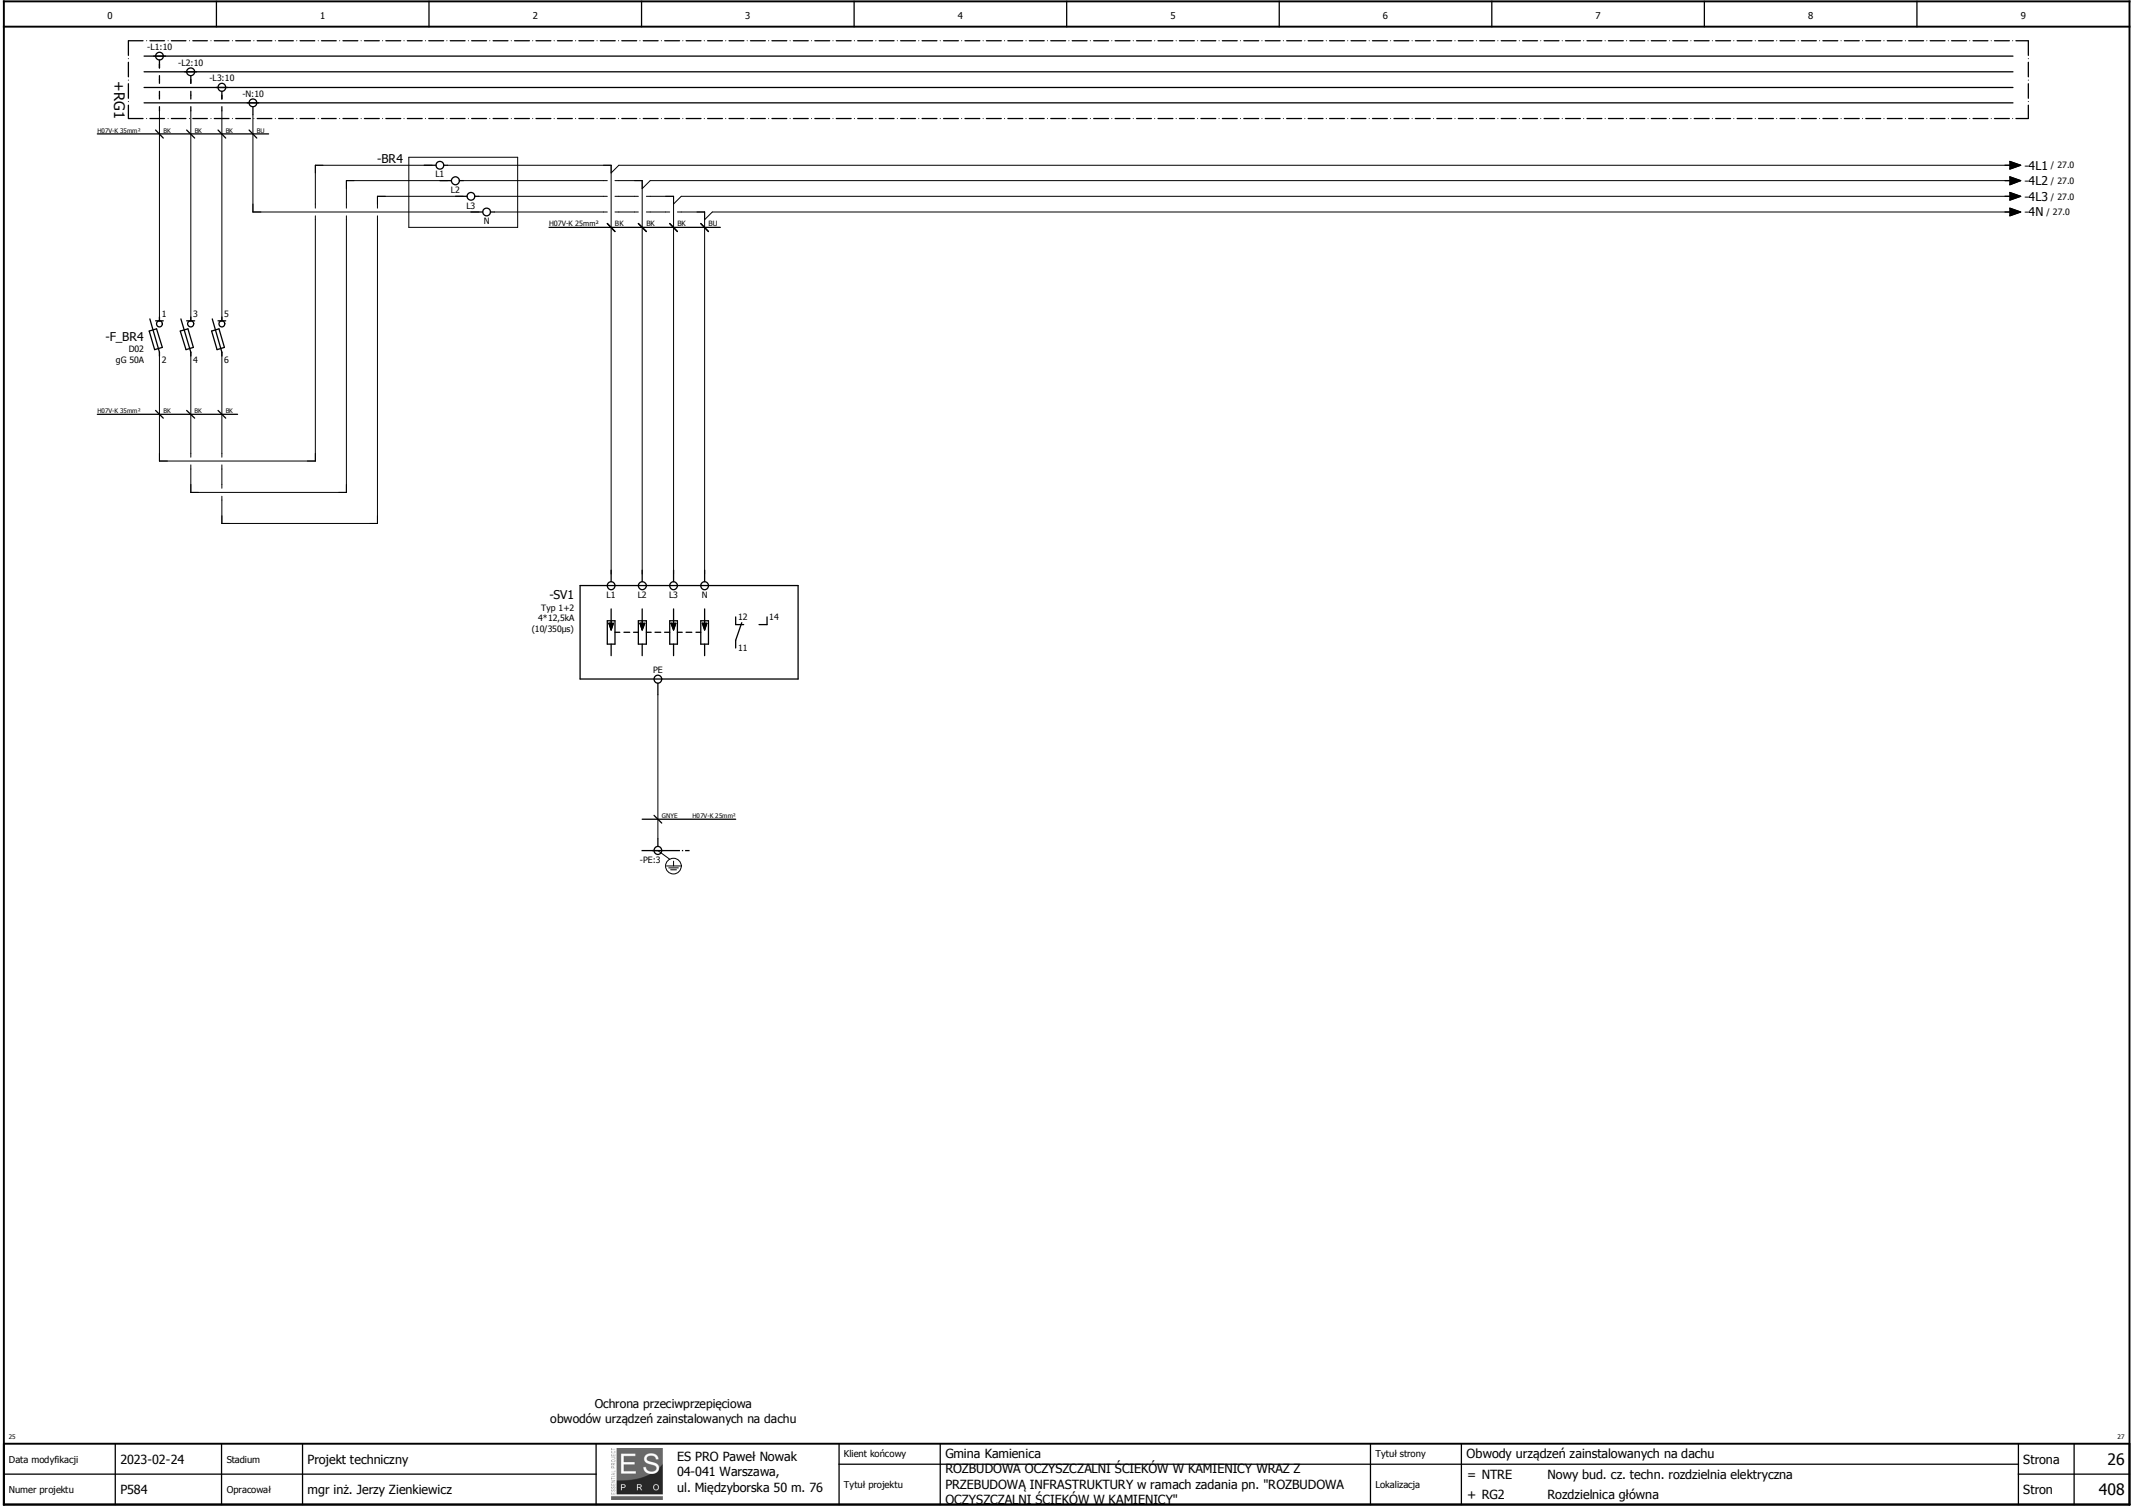 0 1 2 3 4 5 6 7 8 9
-L1:10
-L2:10
-L3:10
-N:10
+RG1
H07V-K 35mm² BK BK BK BU
-BR4
L1
L2
L3
N
-4L1 / 27.0
-4L2 / 27.0
-4L3 / 27.0
-4N / 27.0
H07V-K 25mm² BK BK BK BU
1 3 5
-F_BR4
D02
gG 50A
2 4 6
H07V-K 35mm² BK BK BK
-SV1
Typ 1+2
4*12,5kA
(10/350µs)
L1 L2 L3 N
12 14
11
PE
GNYE H07V-K 25mm²
-PE:3
Ochrona przeciwprzepięciowa
obwodów urządzeń zainstalowanych na dachu
25
27
Data modyfikacji 2023-02-24 Stadium Projekt techniczny
Numer projektu P584 Opracował mgr inż. Jerzy Zienkiewicz
ESSENTIAL PROJECT
ES
PRO
ES PRO Paweł Nowak
04-041 Warszawa,
ul. Międzyborska 50 m. 76
Klient końcowy Gmina Kamienica
Tytuł projektu
ROZBUDOWA OCZYSZCZALNI ŚCIEKÓW W KAMIENICY WRAZ Z
PRZEBUDOWĄ INFRASTRUKTURY w ramach zadania pn. "ROZBUDOWA
OCZYSZCZALNI ŚCIEKÓW W KAMIENICY"
Tytuł strony Obwody urządzeń zainstalowanych na dachu
Lokalizacja
= NTRE Nowy bud. cz. techn. rozdzielnia elektryczna
+ RG2 Rozdzielnica główna
Strona 26
Stron 408